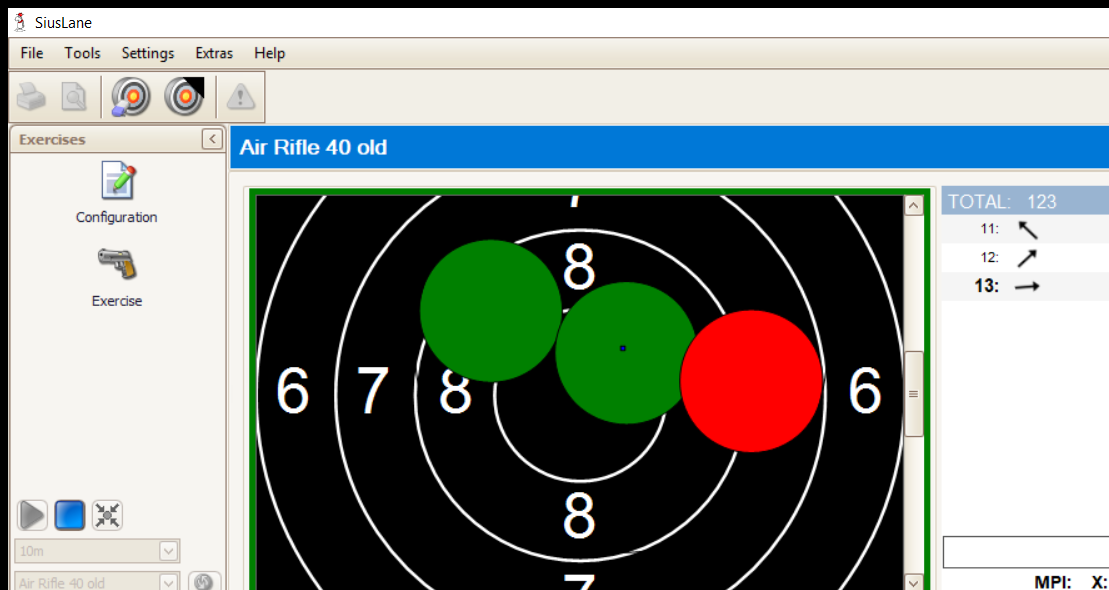 SiusLane
File Tools Settings Extras Help
Exercises
Air Rifle 40 old
Configuration
Exercise
TOTAL: 123
11:
12:
13:
7
8
6 7 8 6
8
7
10m
Air Rifle 40 old
MPI: X: